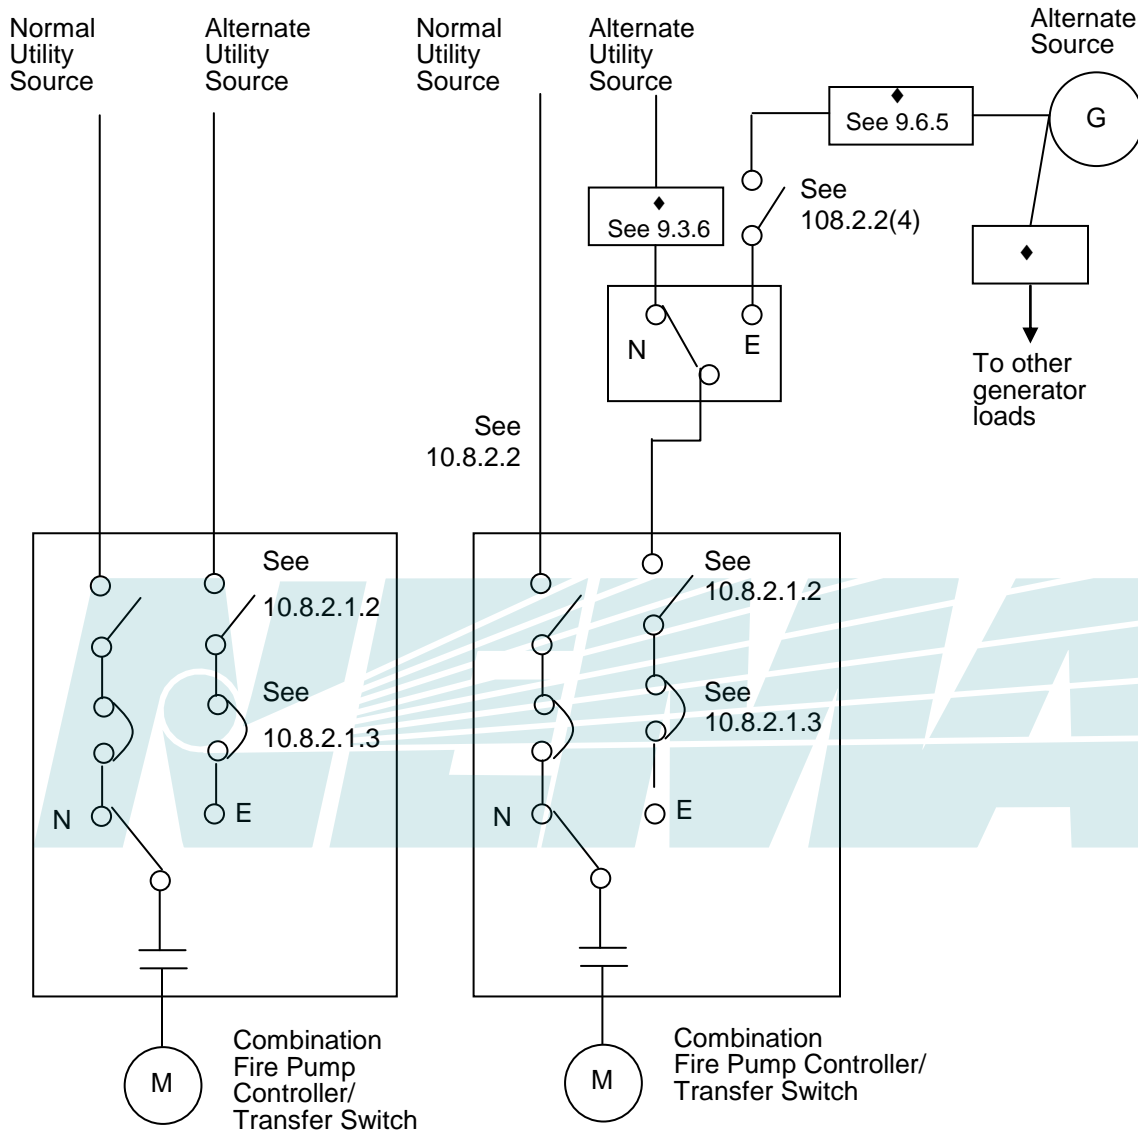 Normal
Utility
Source
Alternate
Utility
Source
Normal
Utility
Source
Alternate
Utility
Source
Alternate
Source
G
♦
See 9.6.5
See
108.2.2(4)
♦
See 9.3.6
♦
N
E
To other
generator
loads
See
10.8.2.2
See
10.8.2.1.2
See
10.8.2.1.3
N
E
See
10.8.2.1.2
See
10.8.2.1.3
N
E
NEMA
M
Combination
Fire Pump
Controller/
Transfer Switch
M
Combination
Fire Pump Controller/
Transfer Switch